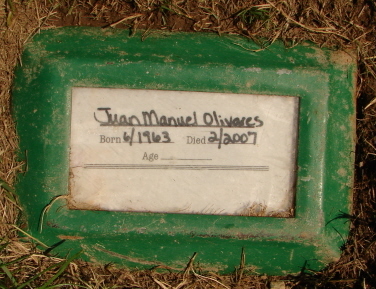 Juan Manuel Olivares
Born 6/1963 Died 2/2007
Age